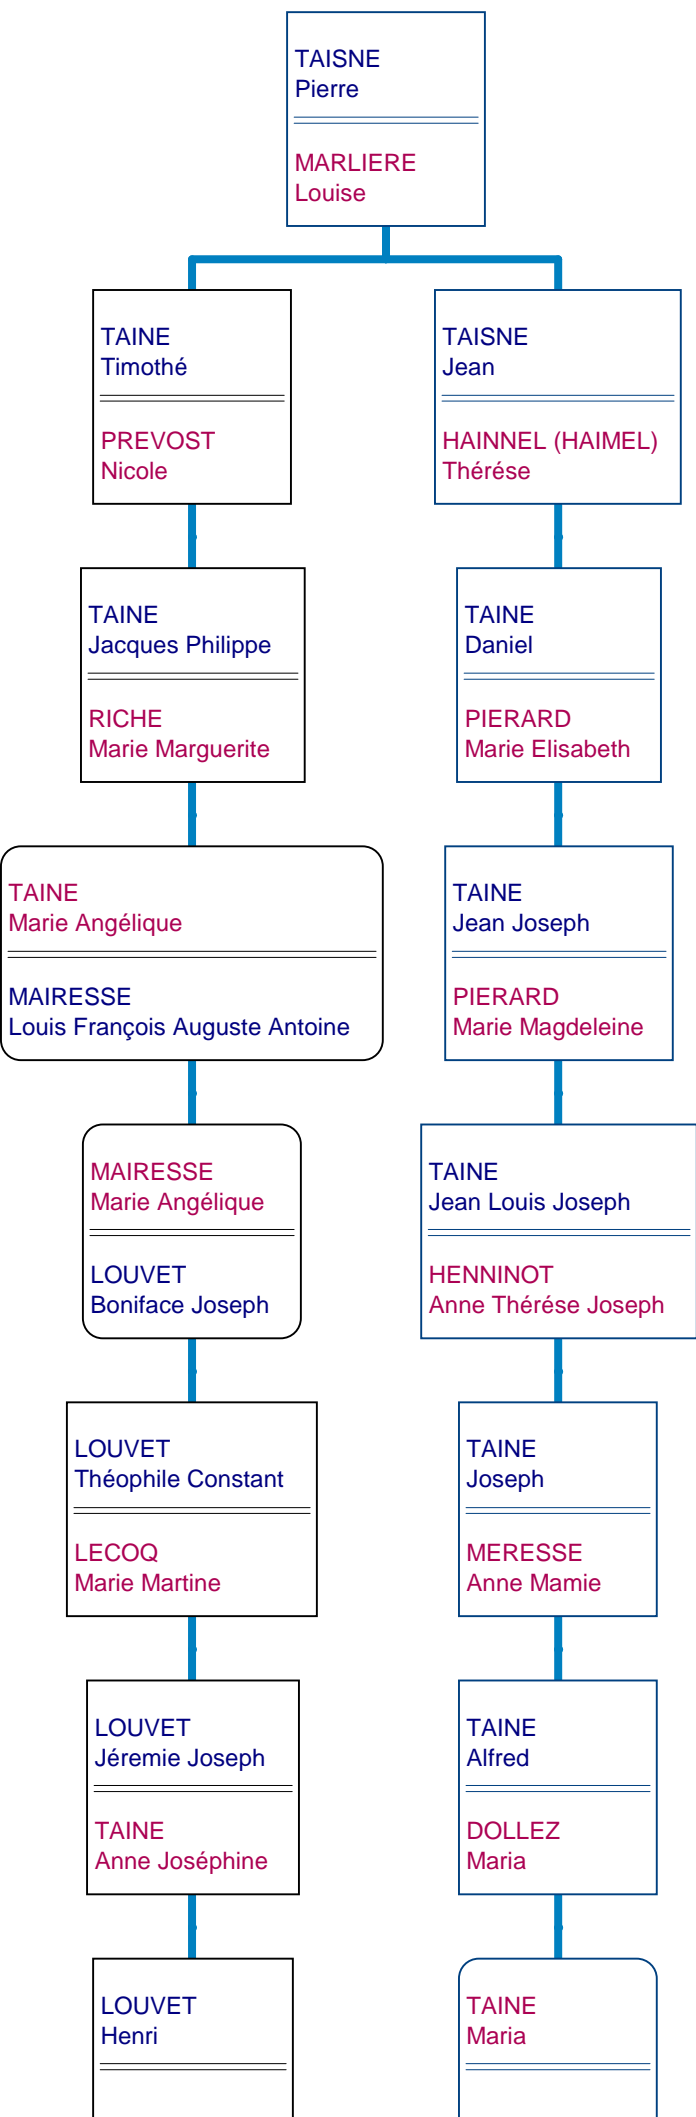 TAISNE
Pierre
MARLIERE
Louise
TAINE
Timothé
PREVOST
Nicole
TAISNE
Jean
HAINNEL (HAIMEL)
Thérése
TAINE
Jacques Philippe
RICHE
Marie Marguerite
TAINE
Daniel
PIERARD
Marie Elisabeth
TAINE
Marie Angélique
MAIRESSE
Louis François Auguste Antoine
TAINE
Jean Joseph
PIERARD
Marie Magdeleine
MAIRESSE
Marie Angélique
LOUVET
Boniface Joseph
TAINE
Jean Louis Joseph
HENNINOT
Anne Thérése Joseph
LOUVET
Théophile Constant
LECOQ
Marie Martine
TAINE
Joseph
MERESSE
Anne Mamie
LOUVET
Jéremie Joseph
TAINE
Anne Joséphine
TAINE
Alfred
DOLLEZ
Maria
LOUVET
Henri
TAINE
Maria